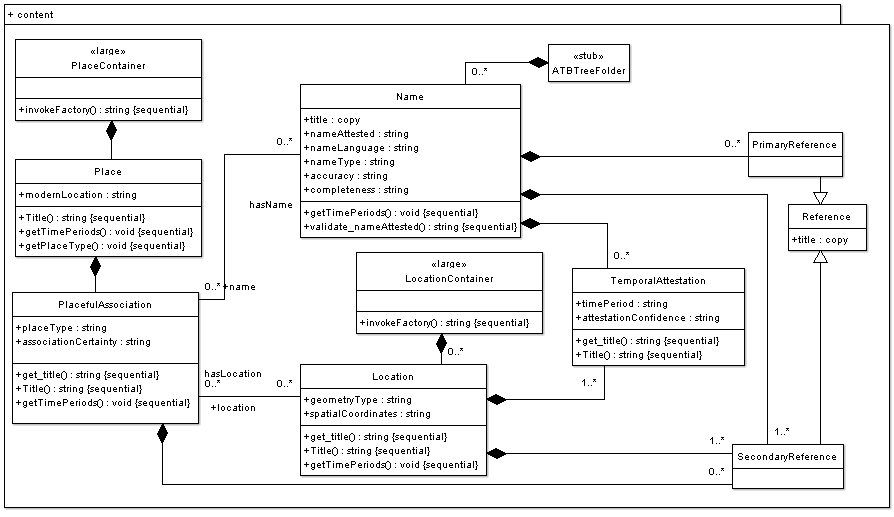 + content
«large»
PlaceContainer
+invokeFactory() : string {sequential}
«stub»
ATBTreeFolder
0..*
Name
+title : copy
+nameAttested : string
+nameLanguage : string
+nameType : string
+accuracy : string
+completeness : string
+getTimePeriods() : void {sequential}
+validate_nameAttested() : string {sequential}
0..*
hasName
0..*
PrimaryReference
Place
+modernLocation : string
+Title() : string {sequential}
+getTimePeriods() : void {sequential}
+getPlaceType() : void {sequential}
Reference
+title : copy
0..*
«large»
LocationContainer
+invokeFactory() : string {sequential}
0..*
TemporalAttestation
+timePeriod : string
+attestationConfidence : string
+get_title() : string {sequential}
+Title() : string {sequential}
0..* +name
PlacefulAssociation
+placeType : string
+associationCertainty : string
+get_title() : string {sequential}
+Title() : string {sequential}
+getTimePeriods() : void {sequential}
hasLocation
0..*
0..*
+location
Location
+geometryType : string
+spatialCoordinates : string
+get_title() : string {sequential}
+Title() : string {sequential}
+getTimePeriods() : void {sequential}
1..*
1..*
1..*
0..*
SecondaryReference